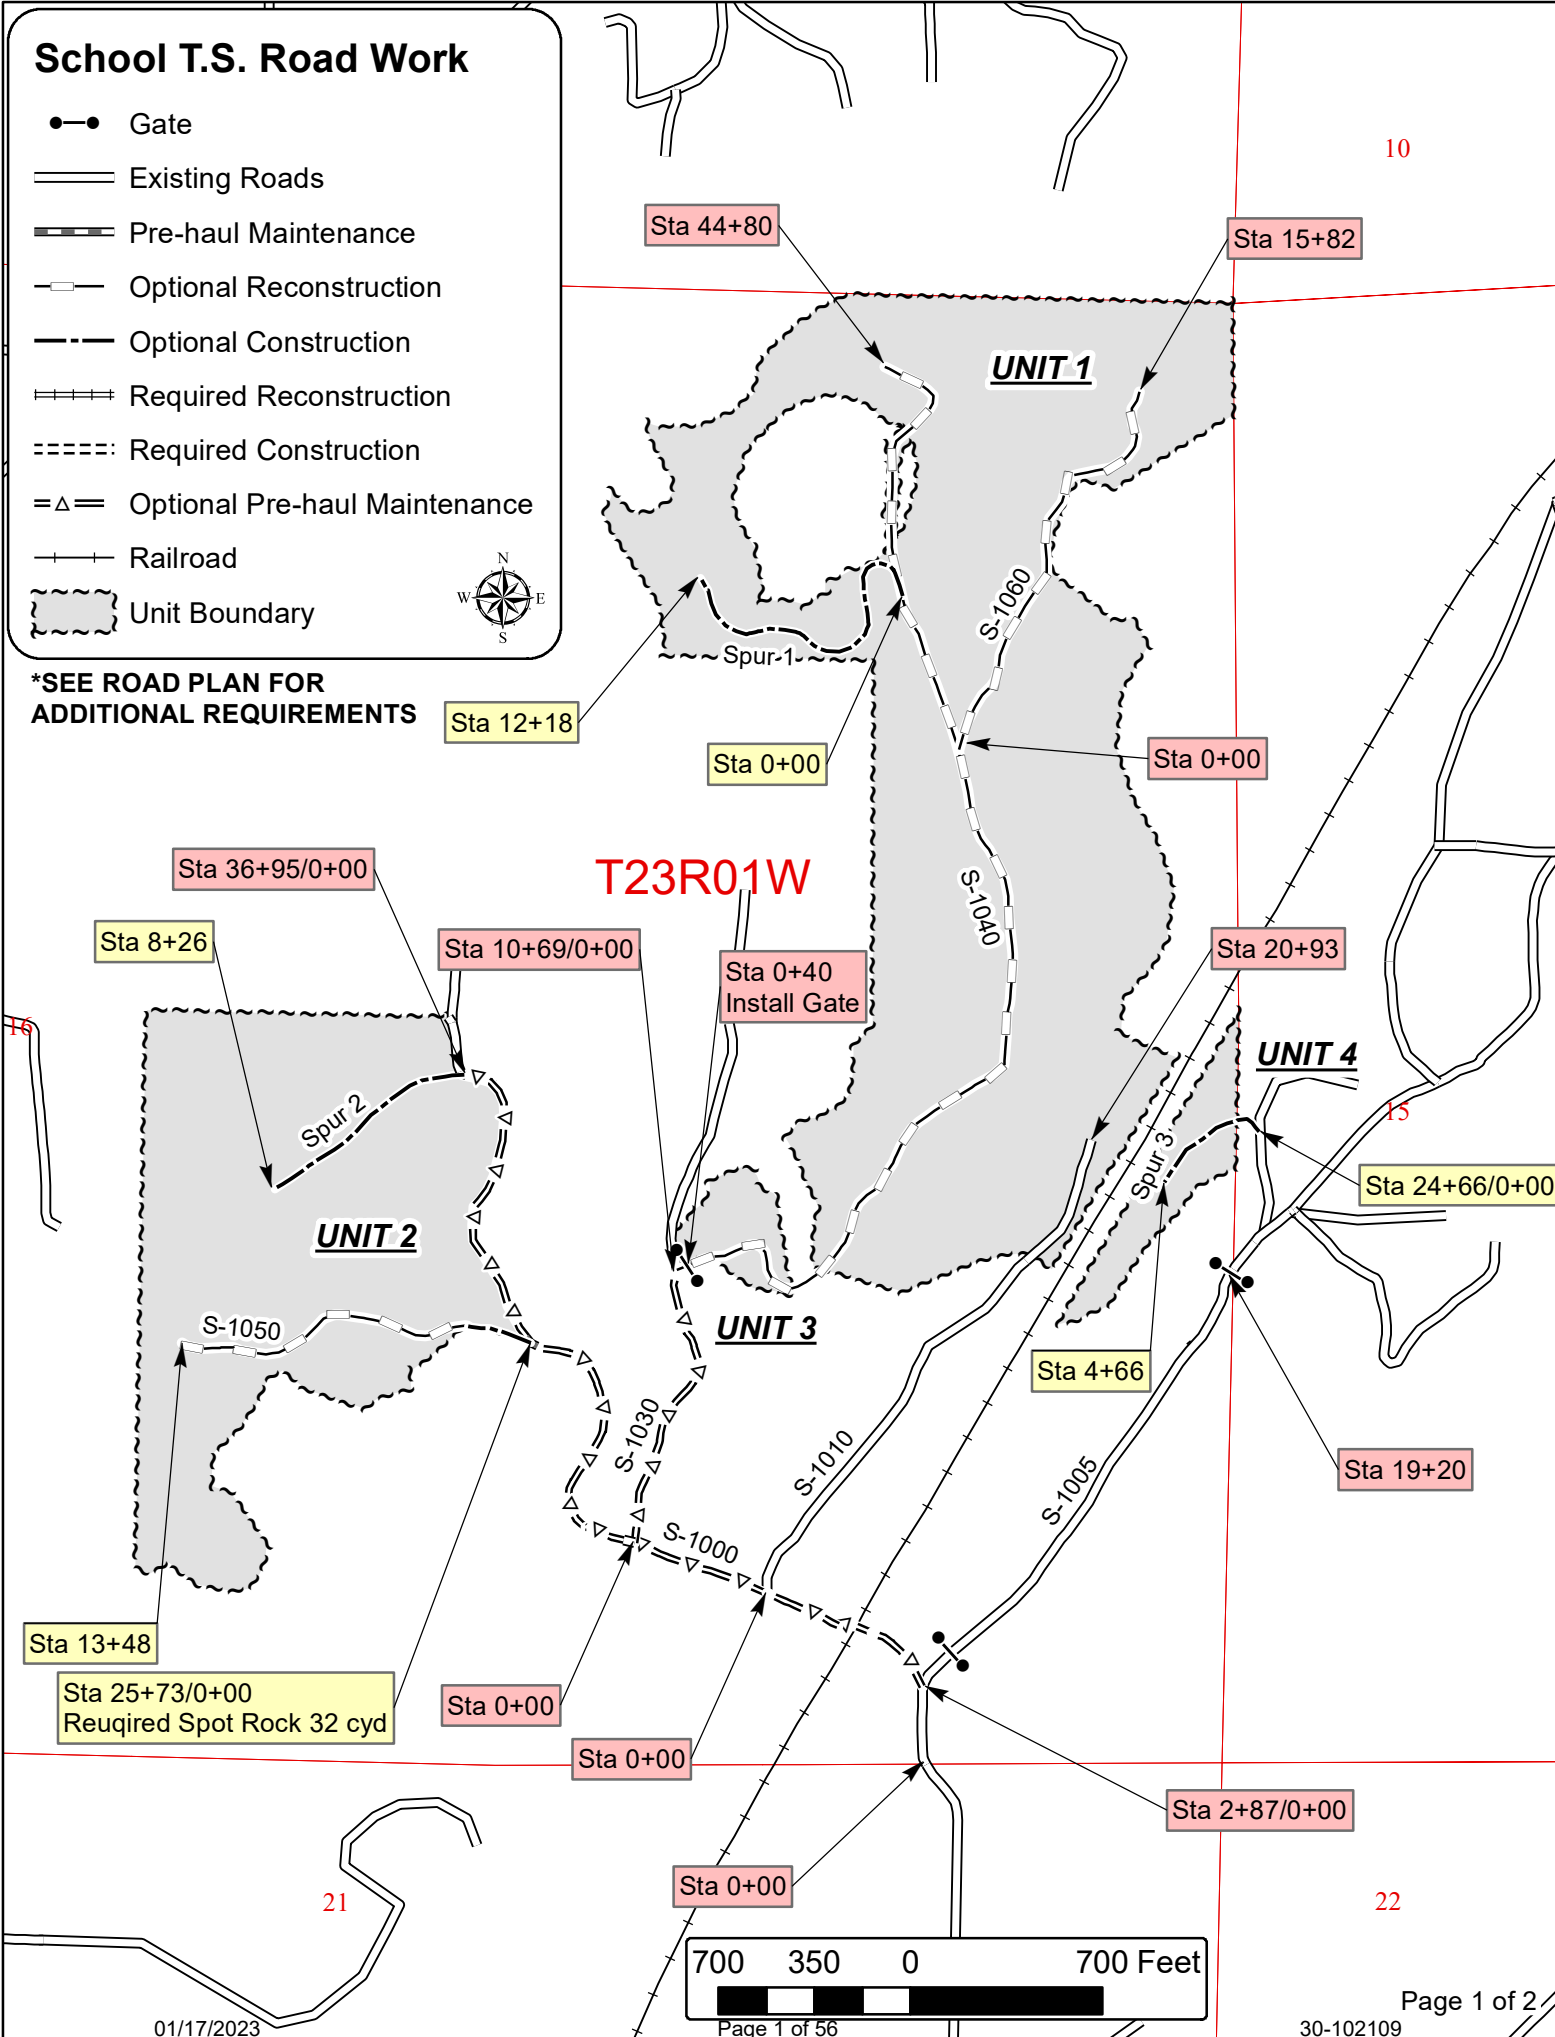 School T.S. Road Work
Gate
Existing Roads
Pre-haul Maintenance
Optional Reconstruction
Optional Construction
Required Reconstruction
Required Construction
Optional Pre-haul Maintenance
Railroad
Unit Boundary
N
W
E
S
*SEE ROAD PLAN FOR
ADDITIONAL REQUIREMENTS
10
Sta 44+80
Sta 15+82
UNIT 1
S-1060
Spur 1
Sta 12+18
Sta 0+00
Sta 0+00
T23R01W
Sta 36+95/0+00
S-1040
Sta 8+26
Sta 10+69/0+00
Sta 0+40
Install Gate
Sta 20+93
16
UNIT 4
15
Spur 2
Spur 3
Sta 24+66/0+00
UNIT 2
S-1050
UNIT 3
Sta 4+66
S-1030
S-1010
S-1005
Sta 19+20
S-1000
Sta 13+48
Sta 25+73/0+00
Reuqired Spot Rock 32 cyd
Sta 0+00
Sta 0+00
Sta 2+87/0+00
Sta 0+00
21
22
700 350 0 700 Feet
Page 1 of 2
01/17/2023
Page 1 of 56
30-102109